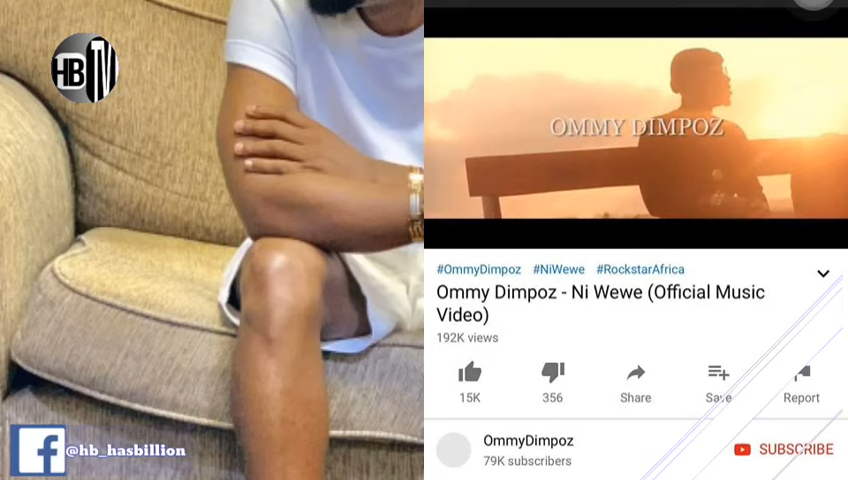 HB TV
OMMY DIMPOZ
#OmmyDimpoz #NiWewe #RockstarAfrica
Ommy Dimpoz - Ni Wewe (Official Music
Video)
192K views
15K
356
Share
Save
Report
OmmyDimpoz
79K subscribers
SUBSCRIBE
f @hb_hasbillion